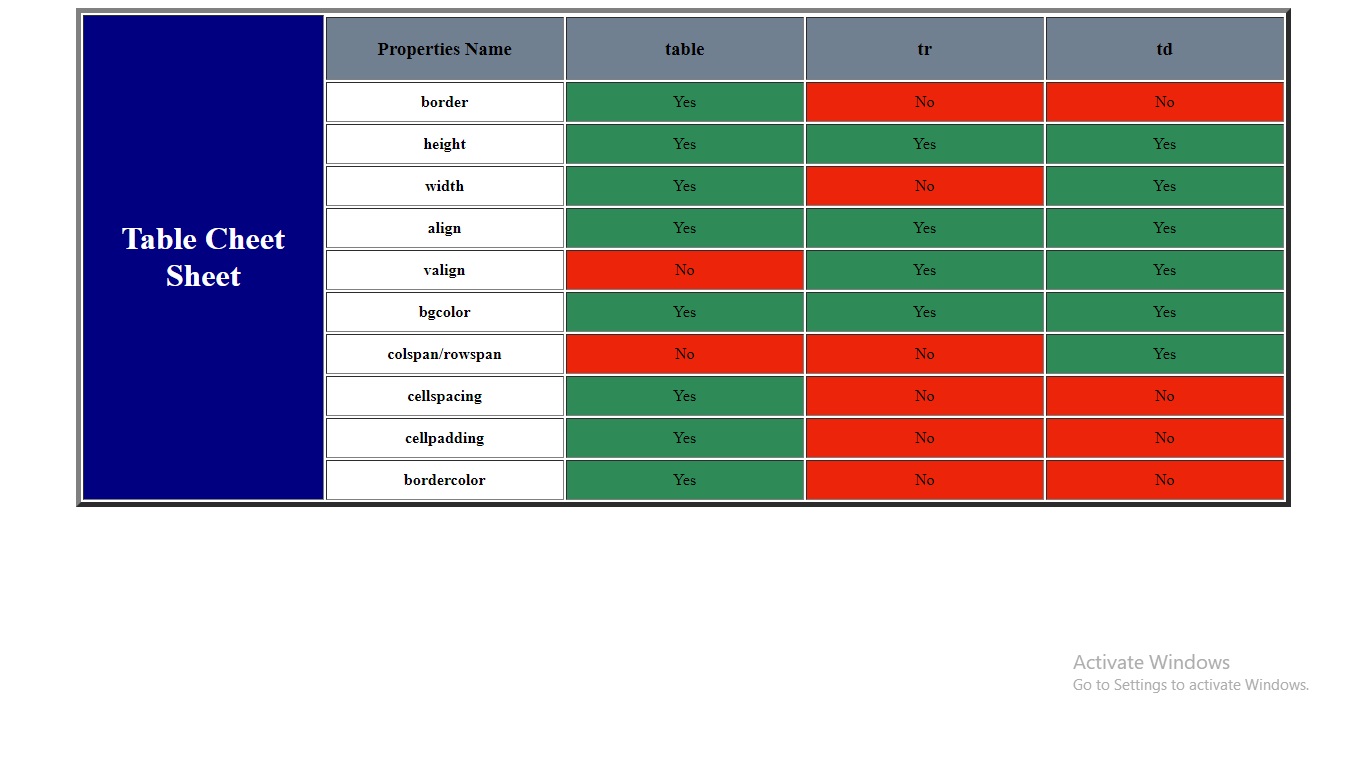 Properties Name table tr td
border Yes No No
height Yes Yes Yes
width Yes No Yes
align Yes Yes Yes
Table Cheet
Sheet
valign No Yes Yes
bgcolor Yes Yes Yes
colspan/rowspan No No Yes
cellspacing Yes No No
cellpadding Yes No No
bordercolor Yes No No
Activate Windows
Go to Settings to activate Windows.